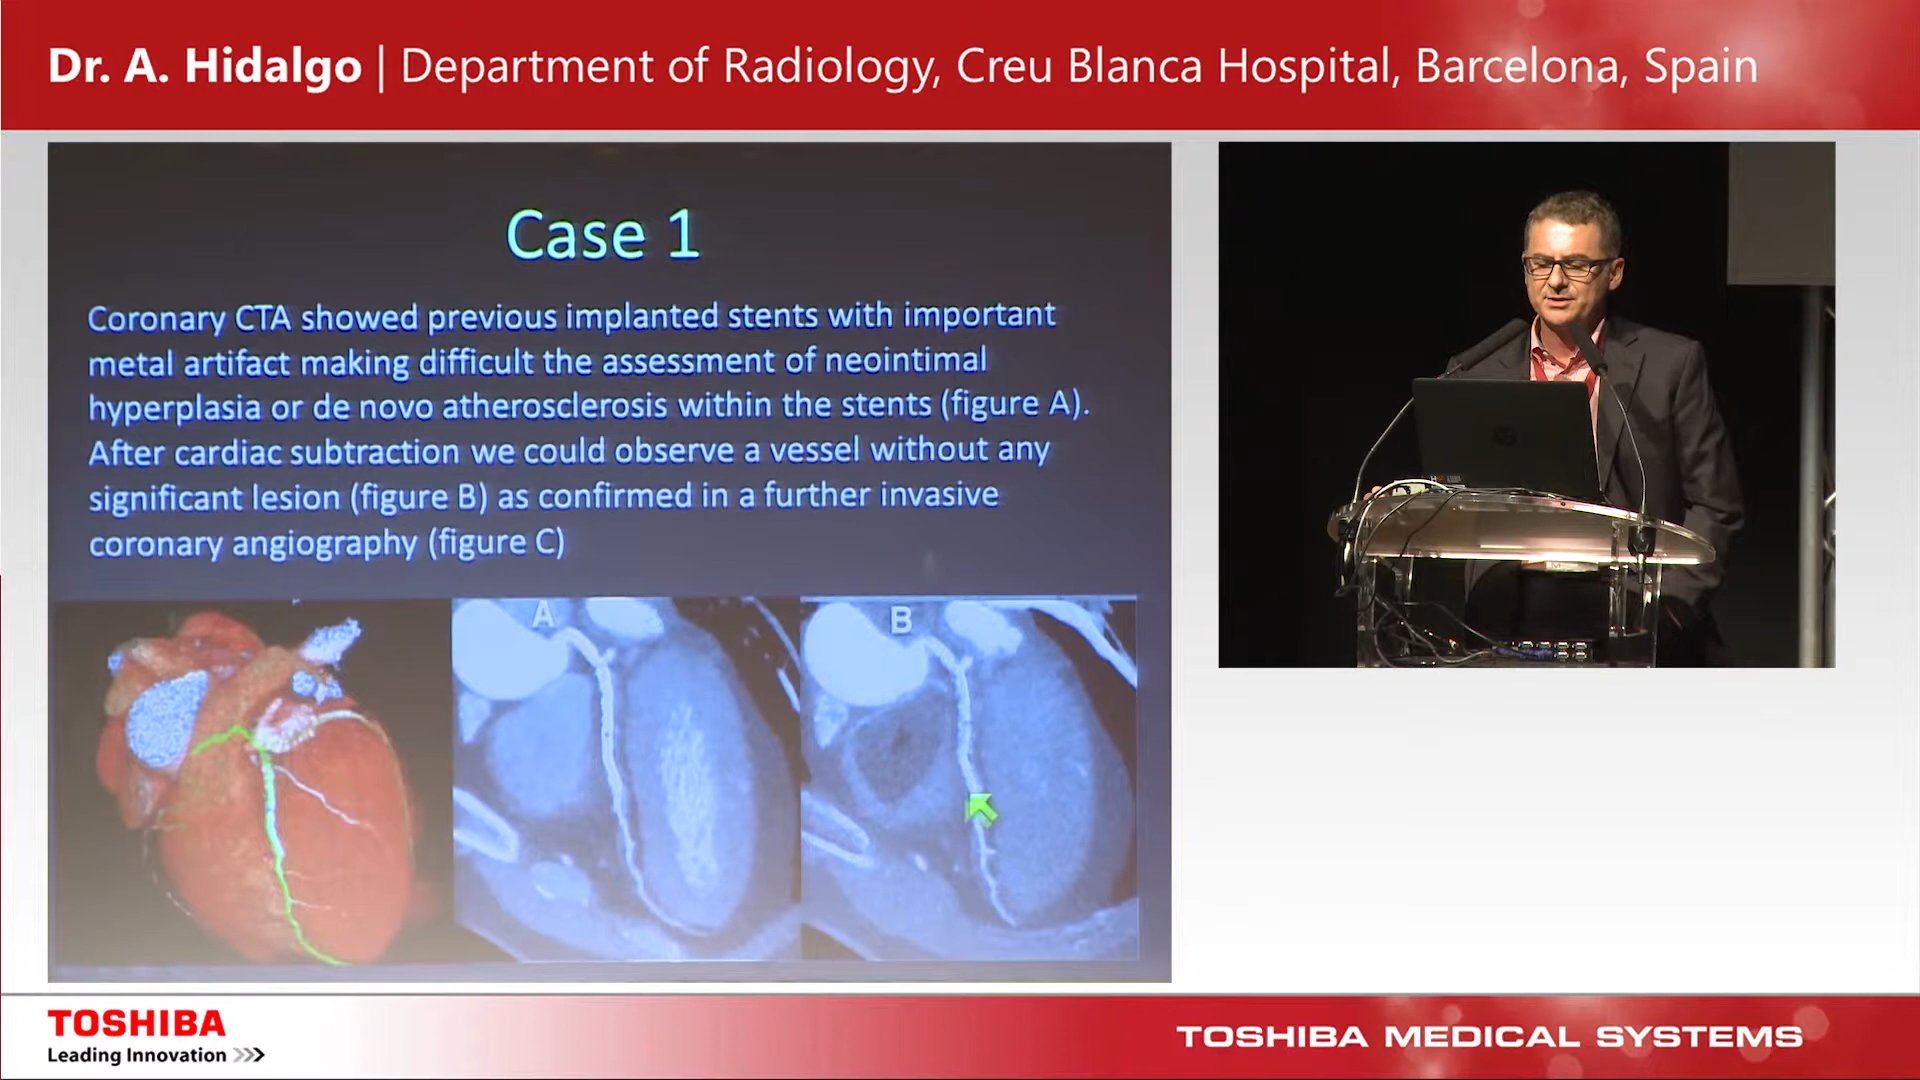 Dr. A. Hidalgo | Department of Radiology, Creu Blanca Hospital, Barcelona, Spain
Case 1
Coronary CTA showed previous implanted stents with important
metal artifact making difficult the assessment of neointimal
hyperplasia or de novo atherosclerosis within the stents (figure A).
After cardiac subtraction we could observe a vessel without any
significant lesion (figure B) as confirmed in a further invasive
coronary angiography (figure C)
A
B
TOSHIBA
Leading Innovation >>>
TOSHIBA MEDICAL SYSTEMS